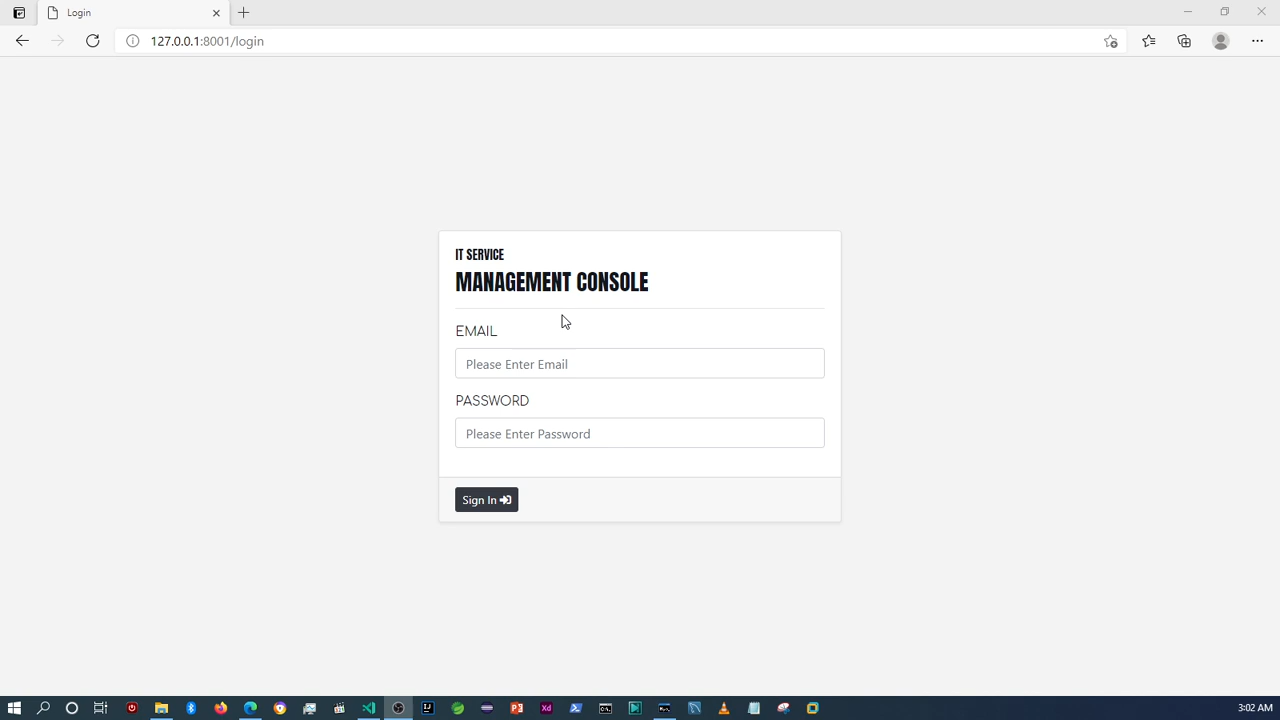 Login
127.0.0.1:8001/login
IT SERVICE
MANAGEMENT CONSOLE
EMAIL
Please Enter Email
PASSWORD
Please Enter Password
Sign In
3:02 AM